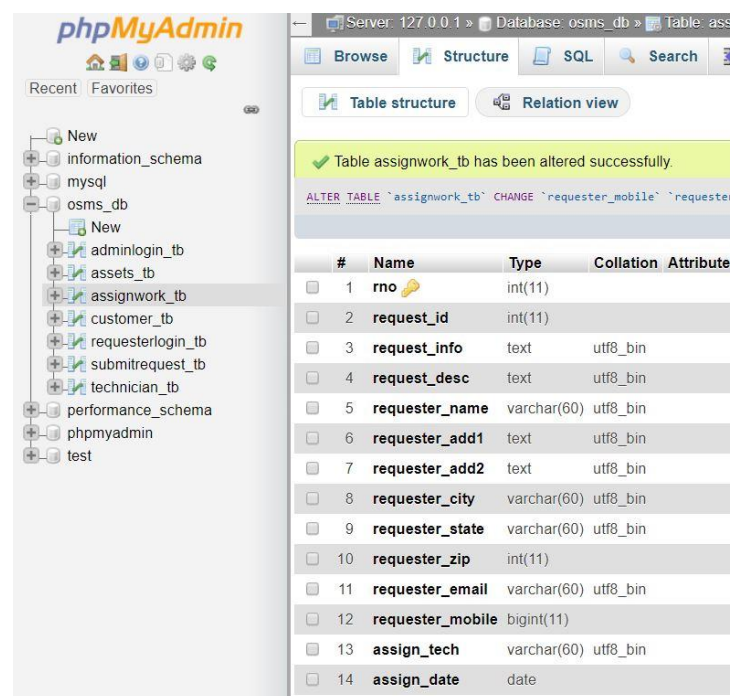 phpMyAdmin
Recent Favorites
New
information_schema
mysql
osms_db
New
adminlogin_tb
assets_tb
assignwork_tb
customer_tb
requesterlogin_tb
submitrequest_tb
technician_tb
performance_schema
phpmyadmin
test
Server: 127.0.0.1 » Database: osms_db » Table: ass
Browse Structure SQL Search
Table structure Relation view
Table assignwork_tb has been altered successfully.
ALTER TABLE `assignwork_tb` CHANGE `requester_mobile` `requester
# Name Type Collation Attribute
1 rno int(11)
2 request_id int(11)
3 request_info text utf8_bin
4 request_desc text utf8_bin
5 requester_name varchar(60) utf8_bin
6 requester_add1 text utf8_bin
7 requester_add2 text utf8_bin
8 requester_city varchar(60) utf8_bin
9 requester_state varchar(60) utf8_bin
10 requester_zip int(11)
11 requester_email varchar(60) utf8_bin
12 requester_mobile bigint(11)
13 assign_tech varchar(60) utf8_bin
14 assign_date date